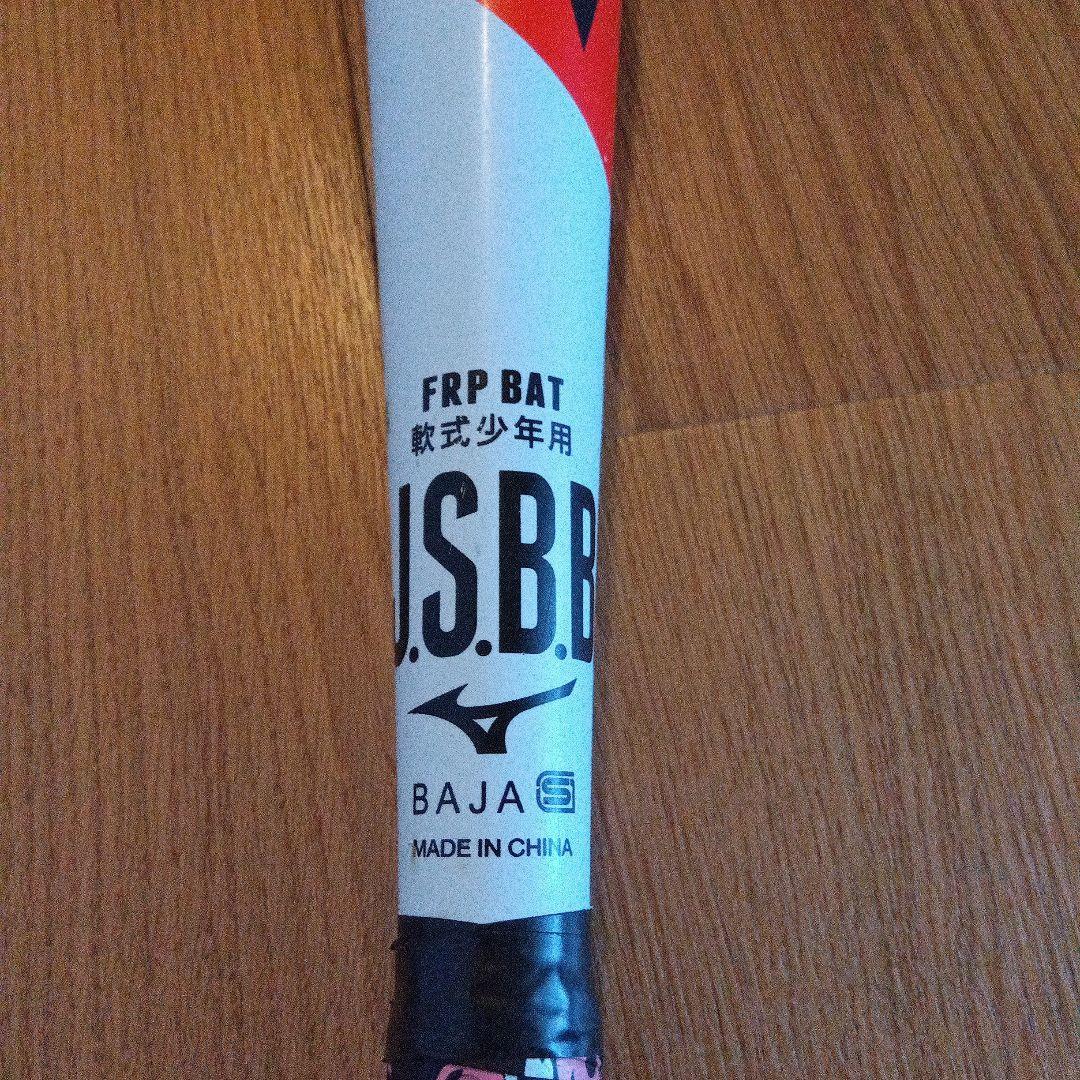 FRP BAT
軟式少年用
J.S.B.B
BAJA S
MADE IN CHINA